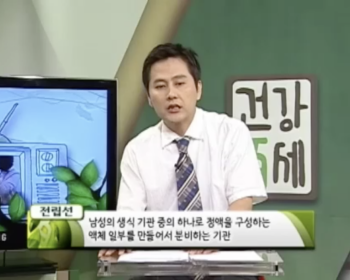 건강
5세
전립선
남성의 생식 기관 중의 하나로 정액을 구성하는
액체 일부를 만들어서 분비하는 기관